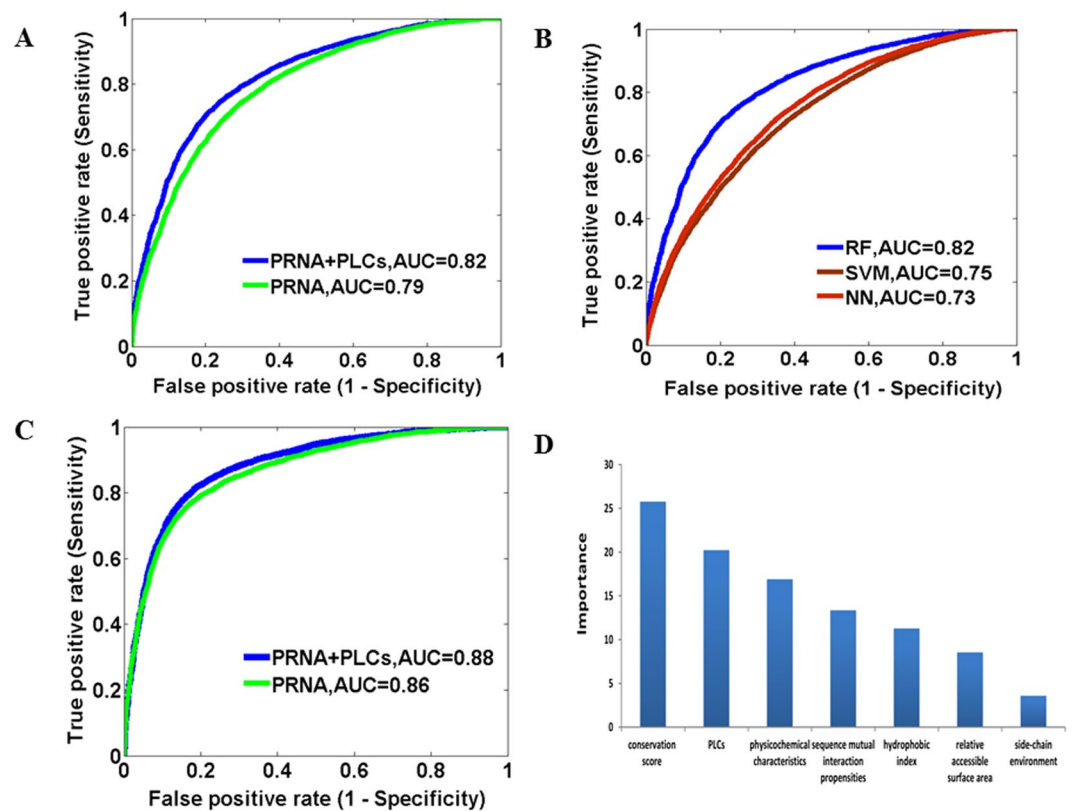 A
True positive rate (Sensitivity)
1
0.8
0.6
0.4
0.2
0
PRNA+PLCs,AUC=0.82
PRNA,AUC=0.79
0 0.2 0.4 0.6 0.8 1
False positive rate (1 - Specificity)
B
True positive rate (Sensitivity)
1
0.8
0.6
0.4
0.2
0
RF,AUC=0.82
SVM,AUC=0.75
NN,AUC=0.73
0 0.2 0.4 0.6 0.8 1
False positive rate (1 - Specificity)
C
True positive rate (Sensitivity)
1
0.8
0.6
0.4
0.2
0
PRNA+PLCs,AUC=0.88
PRNA,AUC=0.86
0 0.2 0.4 0.6 0.8 1
False positive rate (1 - Specificity)
D
Importance
30
25
20
15
10
5
0
conservation
score
PLCs
physicochemical
characteristics
sequence mutual
interaction
propensities
hydrophobic
index
relative
accessible
surface area
side-chain
environment